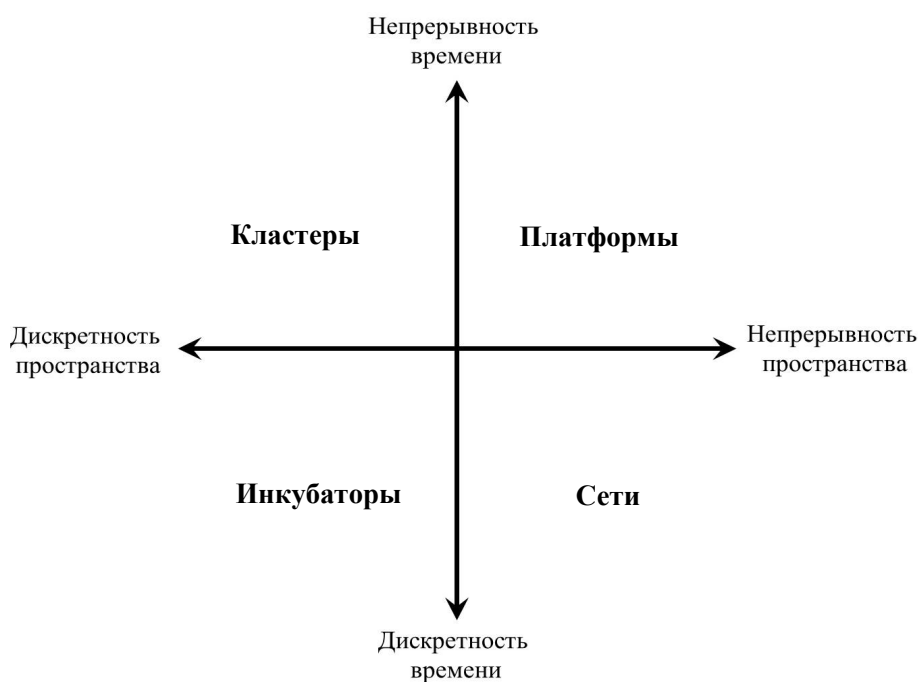 Непрерывность
времени
Кластеры
Платформы
Дискретность
пространства
Непрерывность
пространства
Инкубаторы
Сети
Дискретность
времени